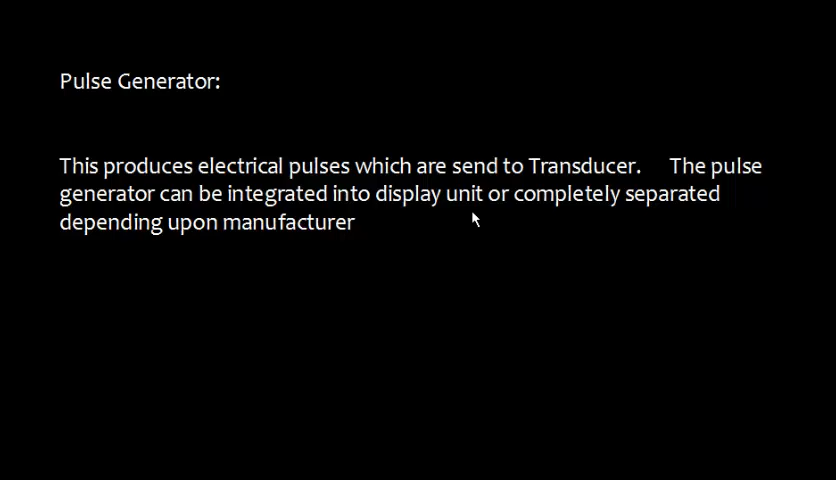 Pulse Generator:
This produces electrical pulses which are send to Transducer. The pulse
generator can be integrated into display unit or completely separated
depending upon manufacturer